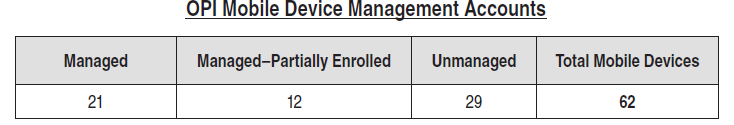 OPI Mobile Device Management Accounts
Managed Managed–Partially Enrolled Unmanaged Total Mobile Devices
21 12 29 62